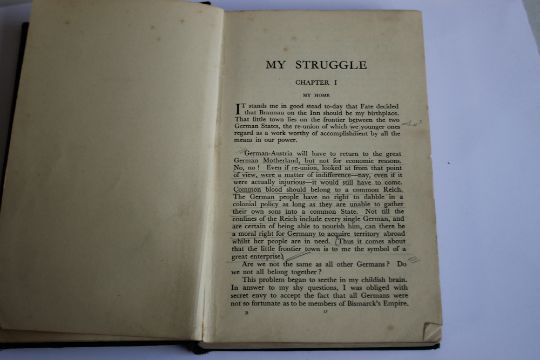 MY STRUGGLE
CHAPTER I
MY HOME
IT stands me in good stead to-day that Fate decided
that Braunau on the Inn should be my birthplace.
That little town lies on the frontier between the two
German States, the re-union of which we younger ones
regard as a work worthy of accomplishment by all the
means in our power.
German-Austria will have to return to the great
German Motherland, but not for economic reasons.
No, no! Even if re-union, looked at from that point
of view, were a matter of indifference—nay, even if it
were actually injurious—it would still have to come.
Common blood should belong to a common Reich.
The German people have no right to dabble in a
colonial policy as long as they are unable to gather
their own sons into a common State. Not till the
confines of the Reich include every single German, and
are certain of being able to nourish him, can there be
a moral right for Germany to acquire territory abroad
whilst her people are in need. (Thus it comes about
that the little frontier town is to me the symbol of a
great enterprise.)
Are we not the same as all other Germans? Do
we not all belong together?
This problem began to seethe in my childish brain.
In answer to my shy questions, I was obliged with
secret envy to accept the fact that all Germans were
not so fortunate as to be members of Bismarck's Empire,